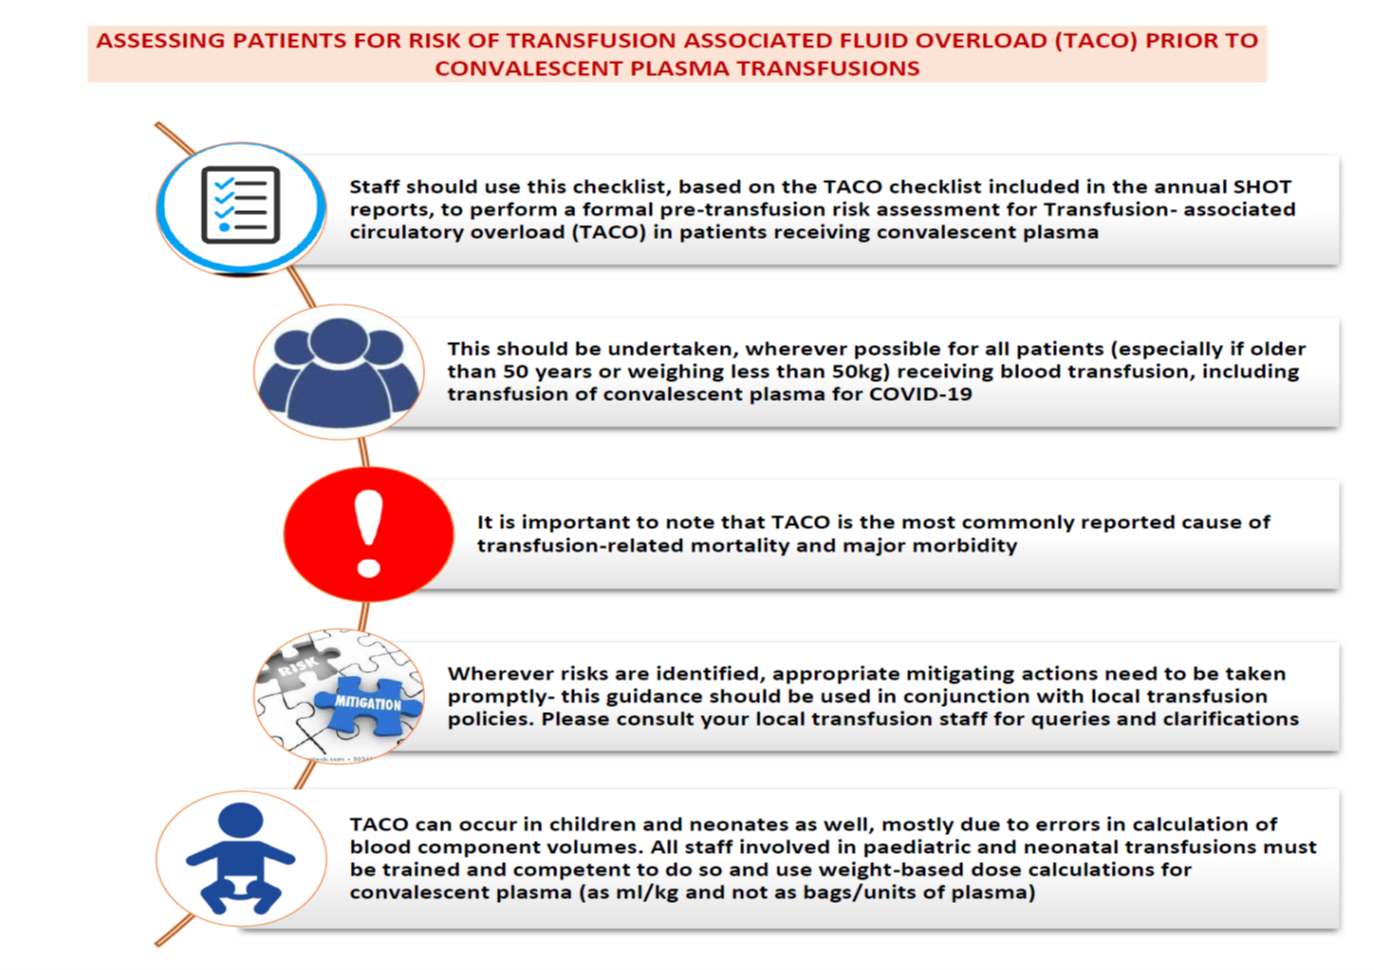 ASSESSING PATIENTS FOR RISK OF TRANSFUSION ASSOCIATED FLUID OVERLOAD (TACO) PRIOR TO
CONVALESCENT PLASMA TRANSFUSIONS
Staff should use this checklist, based on the TACO checklist included in the annual SHOT
reports, to perform a formal pre-transfusion risk assessment for Transfusion- associated
circulatory overload (TACO) in patients receiving convalescent plasma
This should be undertaken, wherever possible for all patients (especially if older
than 50 years or weighing less than 50kg) receiving blood transfusion, including
transfusion of convalescent plasma for COVID-19
It is important to note that TACO is the most commonly reported cause of
transfusion-related mortality and major morbidity
RISK
MITIGATION
Wherever risks are identified, appropriate mitigating actions need to be taken
promptly- this guidance should be used in conjunction with local transfusion
policies. Please consult your local transfusion staff for queries and clarifications
TACO can occur in children and neonates as well, mostly due to errors in calculation of
blood component volumes. All staff involved in paediatric and neonatal transfusions must
be trained and competent to do so and use weight-based dose calculations for
convalescent plasma (as ml/kg and not as bags/units of plasma)